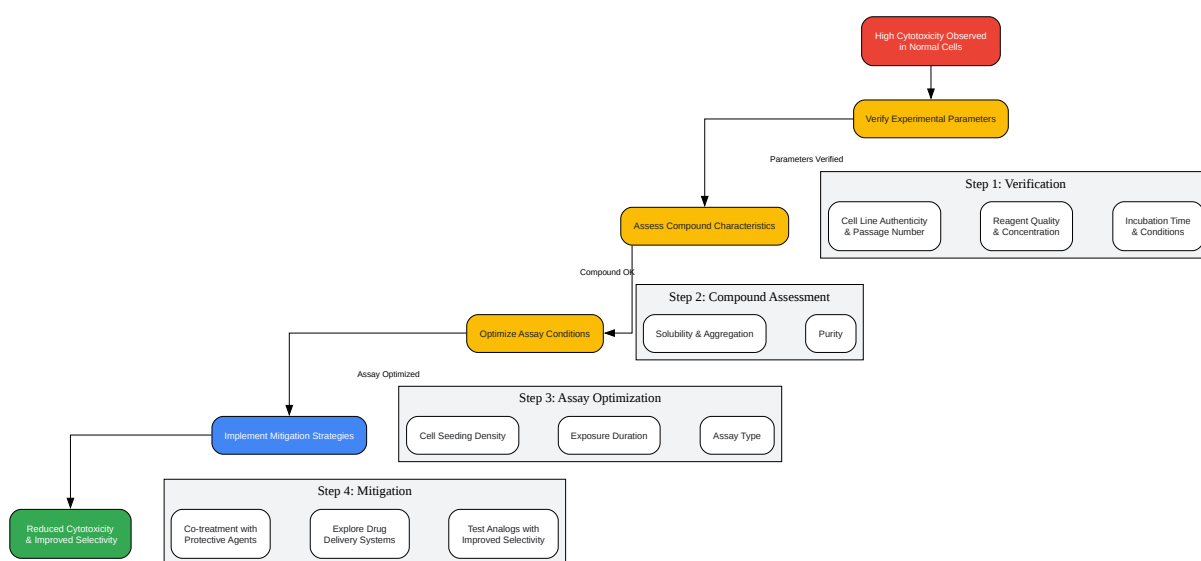 High Cytotoxicity Observed
in Normal Cells
Verify Experimental Parameters
Parameters Verified
Step 1: Verification
Cell Line Authenticity
& Passage Number
Reagent Quality
& Concentration
Incubation Time
& Conditions
Assess Compound Characteristics
Compound OK
Step 2: Compound Assessment
Solubility & Aggregation
Purity
Optimize Assay Conditions
Assay Optimized
Step 3: Assay Optimization
Cell Seeding Density
Exposure Duration
Assay Type
Implement Mitigation Strategies
Step 4: Mitigation
Co-treatment with
Protective Agents
Explore Drug
Delivery Systems
Test Analogs with
Improved Selectivity
Reduced Cytotoxicity
& Improved Selectivity